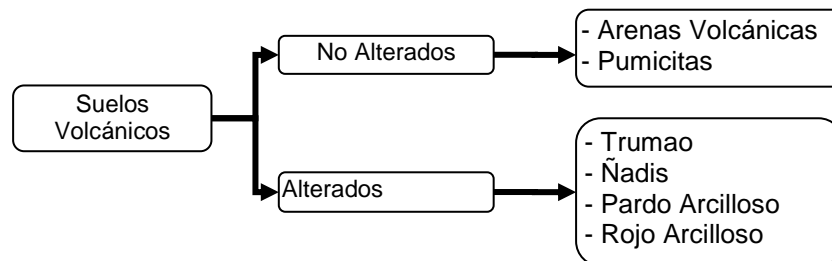 Suelos
Volcánicos
No Alterados
- Arenas Volcánicas
- Pumicitas
Alterados
- Trumao
- Ñadis
- Pardo Arcilloso
- Rojo Arcilloso